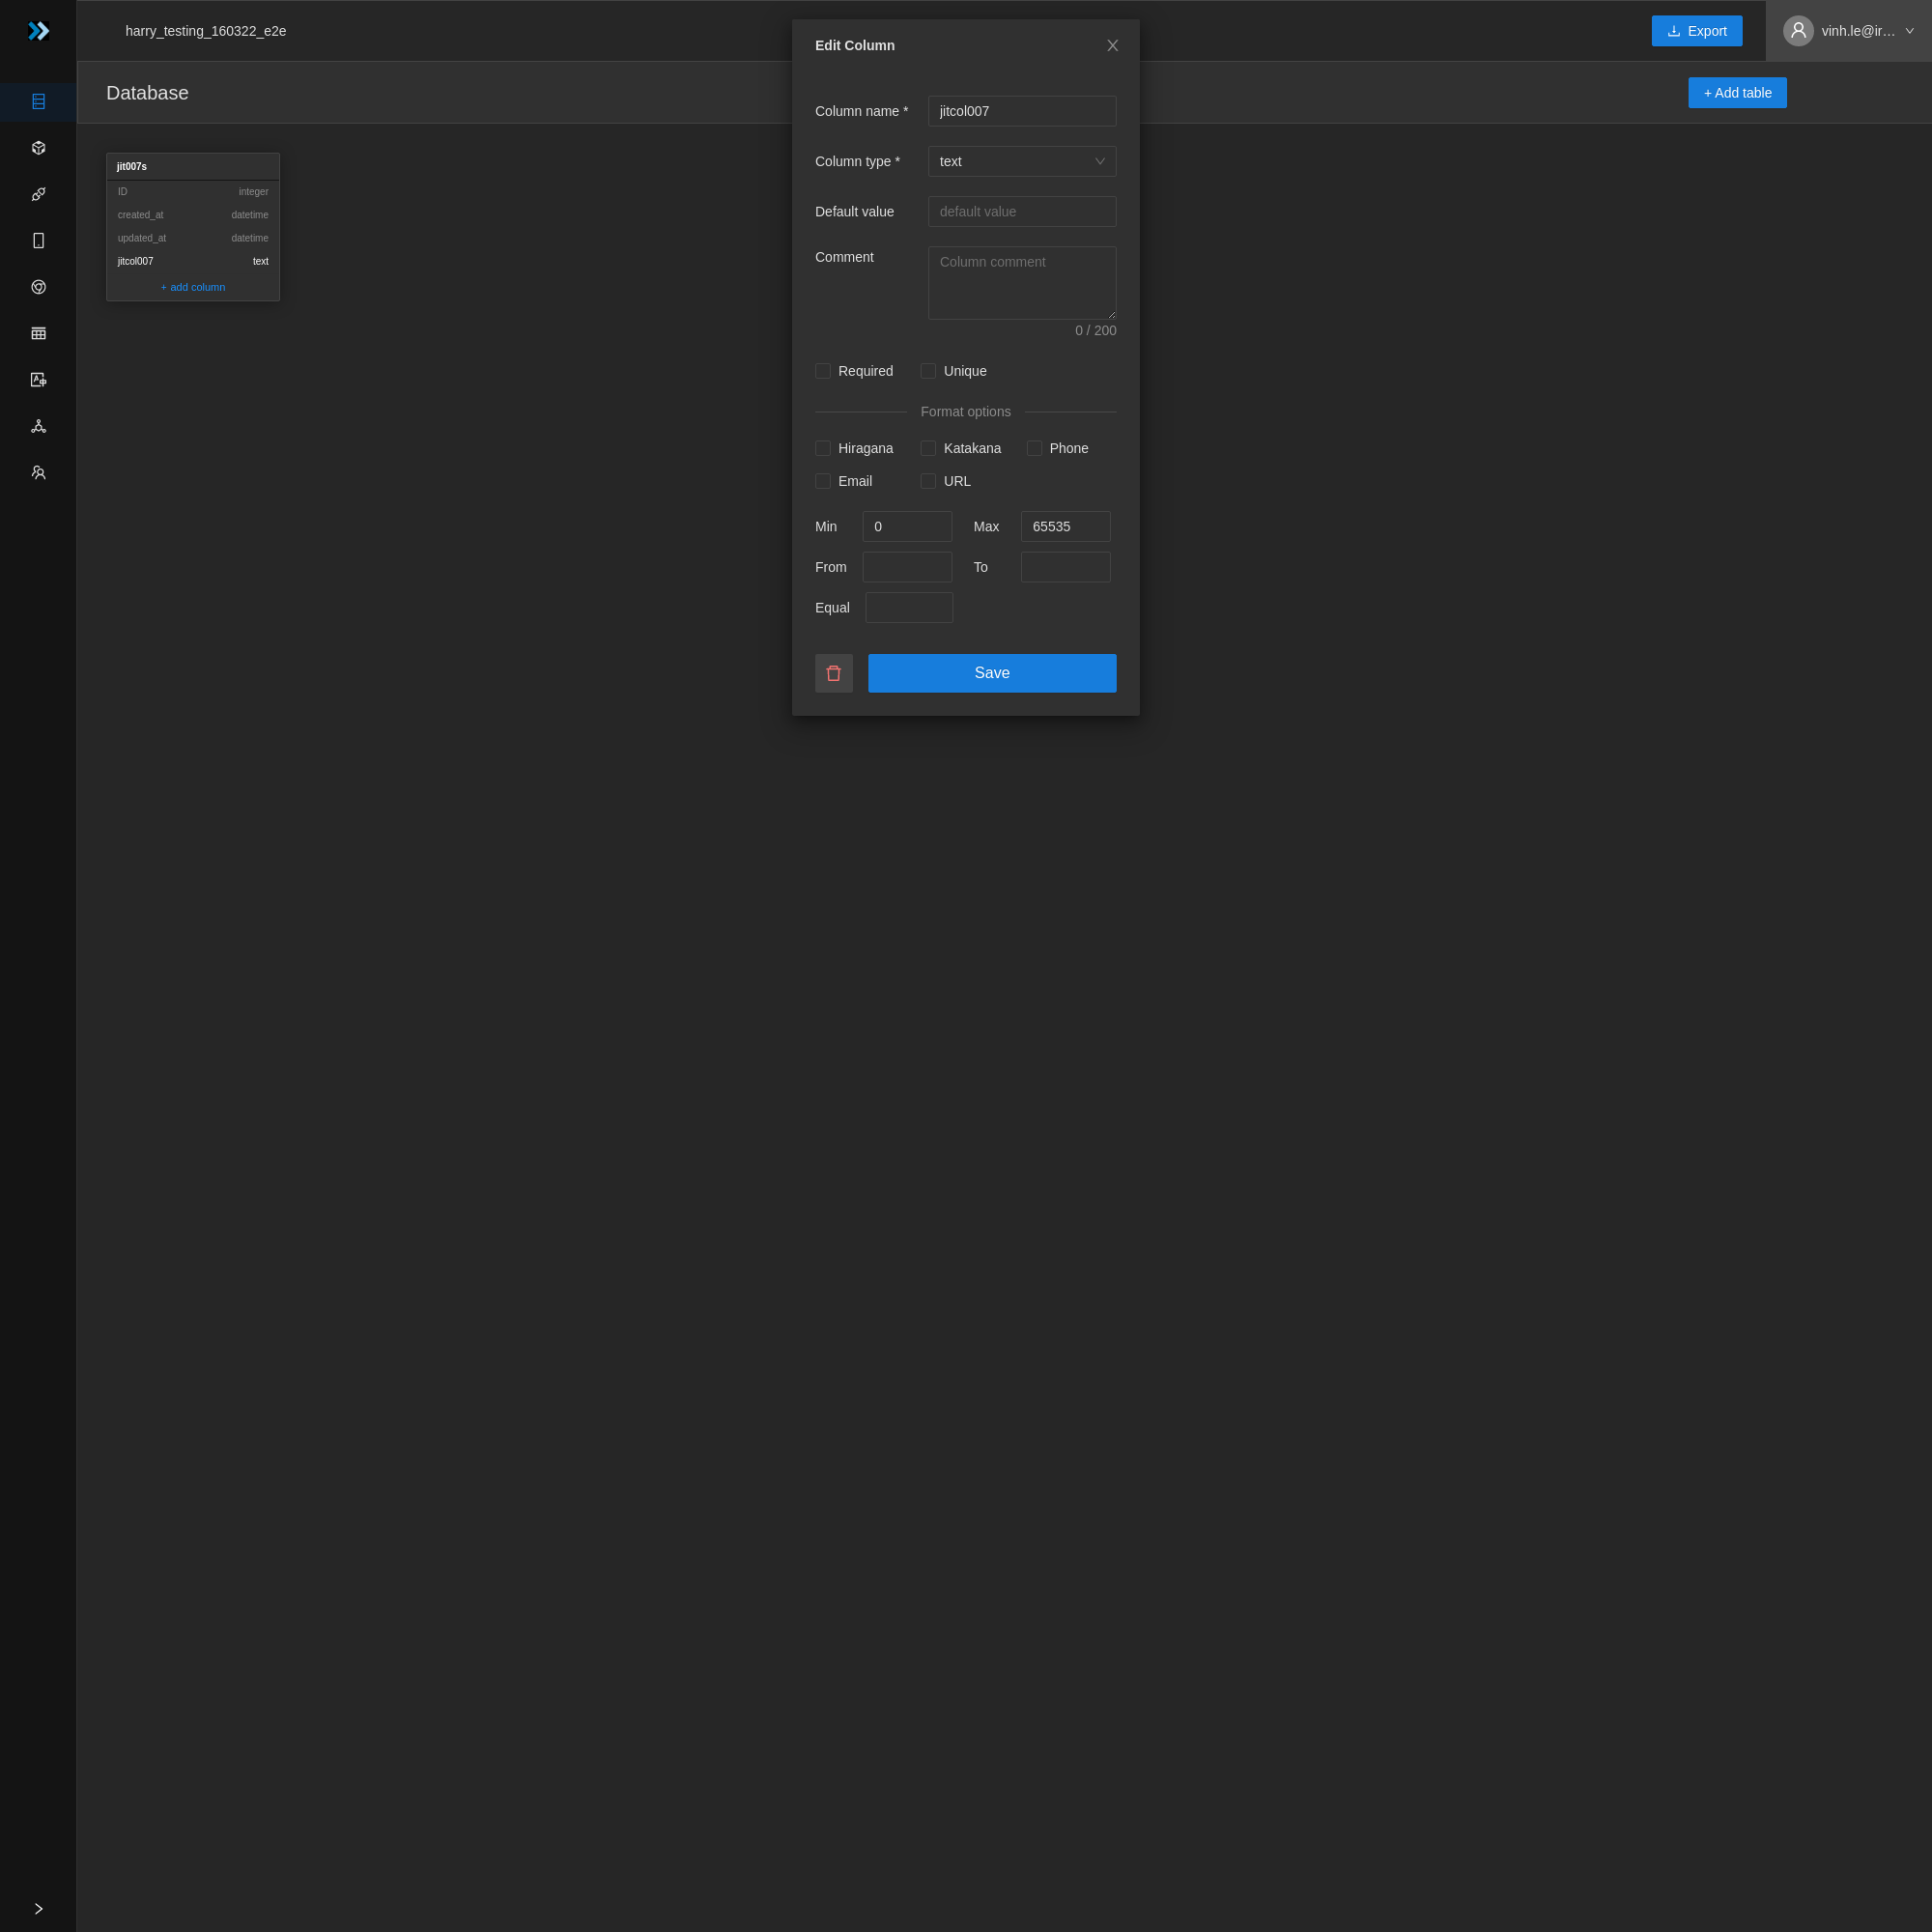 harry_testing_160322_e2e
Export
vinh.le@ir…
Database
+ Add table
jit007s
ID integer
created_at datetime
updated_at datetime
jitcol007 text
+ add column
Edit Column
Column name * jitcol007
Column type * text
Default value default value
Comment Column comment
0 / 200
Required Unique
Format options
Hiragana Katakana Phone
Email URL
Min 0 Max 65535
From To
Equal
Save